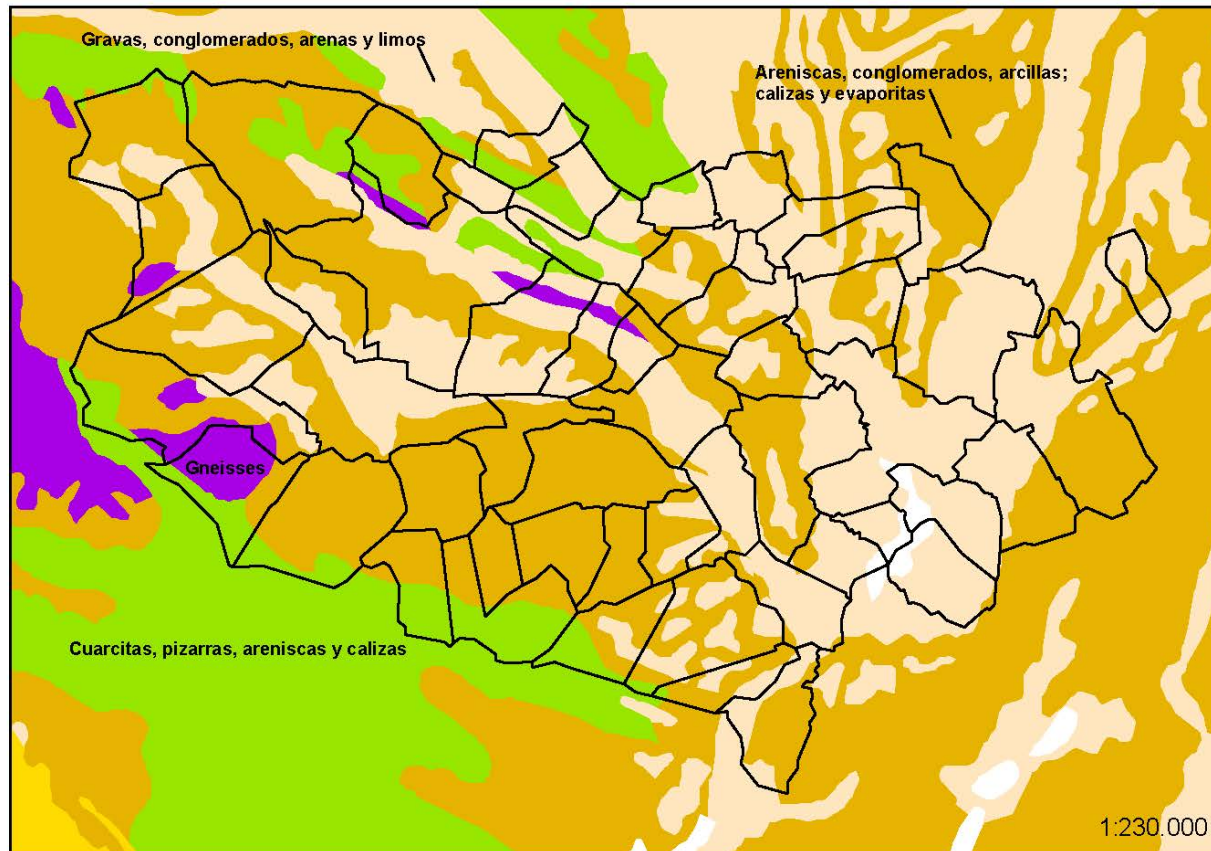 Gravas, conglomerados, arenas y limos
Areniscas, conglomerados, arcillas;
calizas y evaporitas
Gneisses
Cuarcitas, pizarras, areniscas y calizas
1:230.000